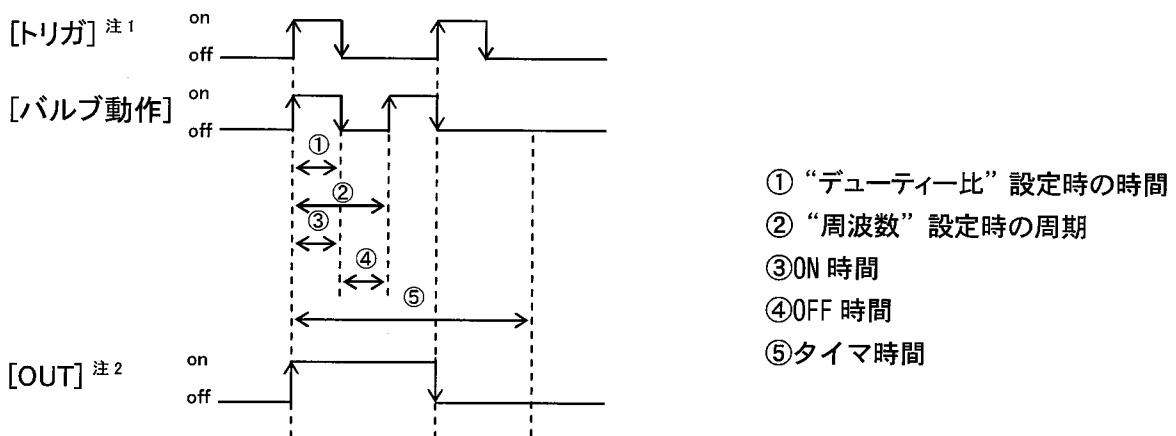 [トリガ] 注1
on
off
[バルブ動作]
on
off
①
②
③
④
⑤
[OUT] 注2
on
off
① “デューティー比” 設定時の時間
② “周波数” 設定時の周期
③ON 時間
④OFF 時間
⑤タイマ時間